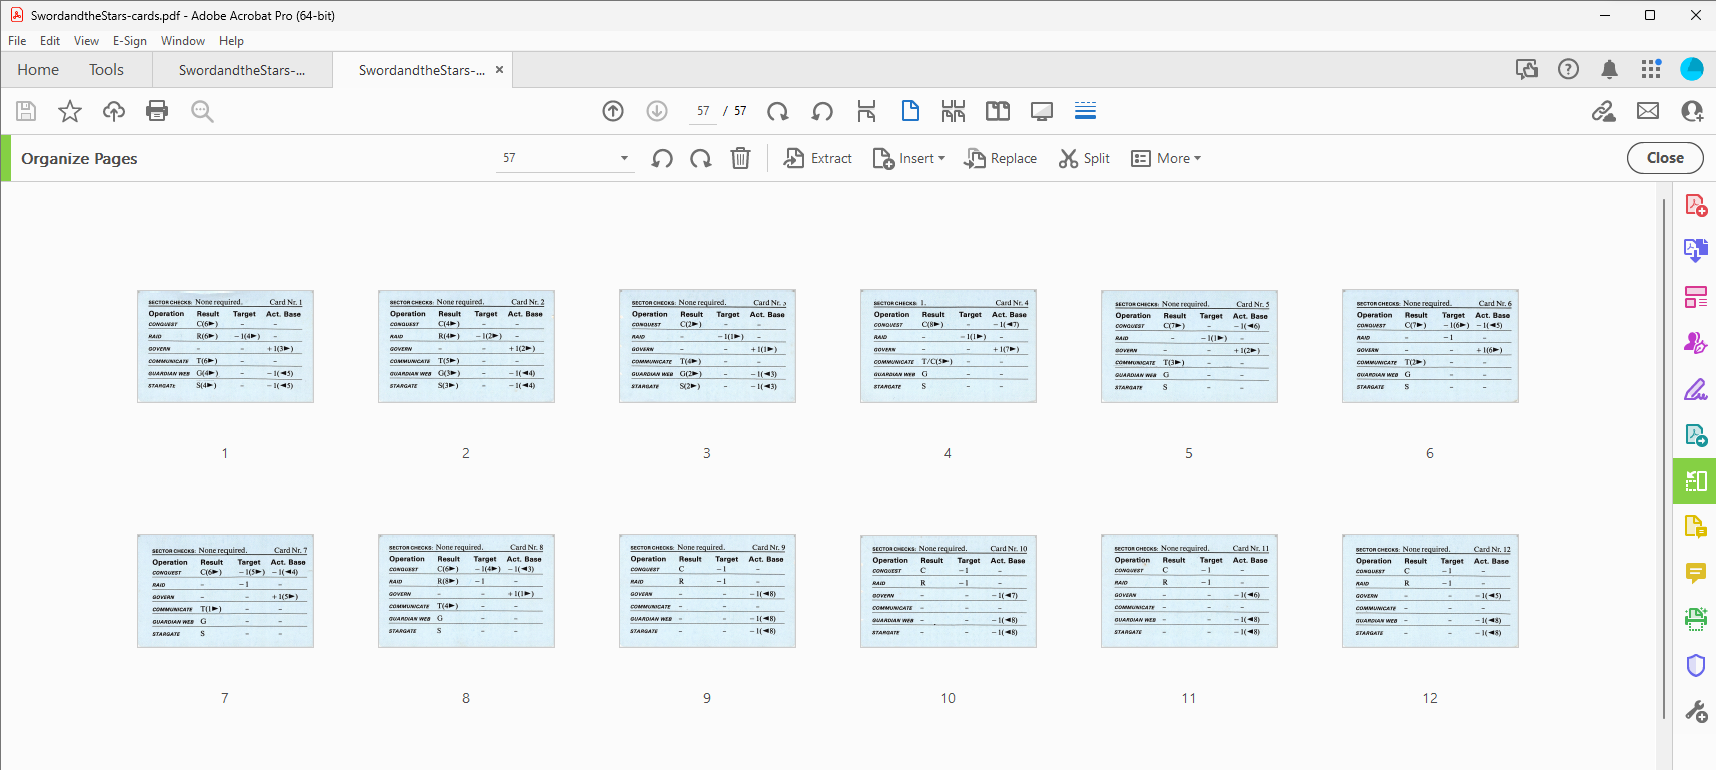 SwordandtheStars-cards.pdf - Adobe Acrobat Pro (64-bit)
File Edit View E-Sign Window Help
Home Tools SwordandtheStars-... SwordandtheStars-... ×
57 / 57
Organize Pages 57 Extract Insert Replace Split More Close
SECTOR CHECKS: None required. Card Nr. 1
Operation Result Target Act. Base
CONQUEST C(6►) - -
RAID R(6►) -1(4►) -
GOVERN - - +1(3►)
COMMUNICATE T(6►) - -
GUARDIAN WEB G(4►) - -1(◄5)
STARGATE S(4►) - -1(◄5)
1
SECTOR CHECKS: None required. Card Nr. 2
Operation Result Target Act. Base
CONQUEST C(4►) - -
RAID R(4►) -1(2►) -
GOVERN - - +1(2►)
COMMUNICATE T(5►) - -
GUARDIAN WEB G(3►) - -1(◄4)
STARGATE S(3►) - -1(◄4)
2
SECTOR CHECKS: None required. Card Nr. 3
Operation Result Target Act. Base
CONQUEST C(2►) - -
RAID - -1(1►) -
GOVERN - - +1(1►)
COMMUNICATE T(4►) - -
GUARDIAN WEB G(2►) - -1(◄3)
STARGATE S(2►) - -1(◄3)
3
SECTOR CHECKS: 1. Card Nr. 4
Operation Result Target Act. Base
CONQUEST C(8►) - -1(◄7)
RAID - -1(1►) -
GOVERN - - +1(7►)
COMMUNICATE T/C(5►) - -
GUARDIAN WEB G - -
STARGATE S - -
4
SECTOR CHECKS: None required. Card Nr. 5
Operation Result Target Act. Base
CONQUEST C(7►) - -1(◄6)
RAID - -1(1►) -
GOVERN - - +1(2►)
COMMUNICATE T(3►) - -
GUARDIAN WEB G - -
STARGATE S - -
5
SECTOR CHECKS: None required. Card Nr. 6
Operation Result Target Act. Base
CONQUEST C(7►) -1(6►) -1(◄5)
RAID - -1 -
GOVERN - - +1(6►)
COMMUNICATE T(2►) - -
GUARDIAN WEB G - -
STARGATE S - -
6
SECTOR CHECKS: None required. Card Nr. 7
Operation Result Target Act. Base
CONQUEST C(6►) -1(5►) -1(◄4)
RAID - -1 -
GOVERN - - +1(5►)
COMMUNICATE T(1►) - -
GUARDIAN WEB G - -
STARGATE S - -
7
SECTOR CHECKS: None required. Card Nr. 8
Operation Result Target Act. Base
CONQUEST C(6►) -1(4►) -1(◄3)
RAID R(8►) -1 -
GOVERN - - +1(1►)
COMMUNICATE T(4►) - -
GUARDIAN WEB G - -
STARGATE S - -
8
SECTOR CHECKS: None required. Card Nr. 9
Operation Result Target Act. Base
CONQUEST C -1 -
RAID R -1 -
GOVERN - - -1(◄8)
COMMUNICATE - - -
GUARDIAN WEB - - -1(◄8)
STARGATE - - -1(◄8)
9
SECTOR CHECKS: None required. Card Nr. 10
Operation Result Target Act. Base
CONQUEST C -1 -
RAID R -1 -
GOVERN - - -1(◄7)
COMMUNICATE - - -
GUARDIAN WEB - - -1(◄8)
STARGATE - - -1(◄8)
10
SECTOR CHECKS: None required. Card Nr. 11
Operation Result Target Act. Base
CONQUEST C -1 -
RAID R -1 -
GOVERN - - -1(◄6)
COMMUNICATE - - -
GUARDIAN WEB - - -1(◄8)
STARGATE - - -1(◄8)
11
SECTOR CHECKS: None required. Card Nr. 12
Operation Result Target Act. Base
CONQUEST C -1 -
RAID R -1 -
GOVERN - - -1(◄5)
COMMUNICATE - - -
GUARDIAN WEB - - -1(◄8)
STARGATE - - -1(◄8)
12